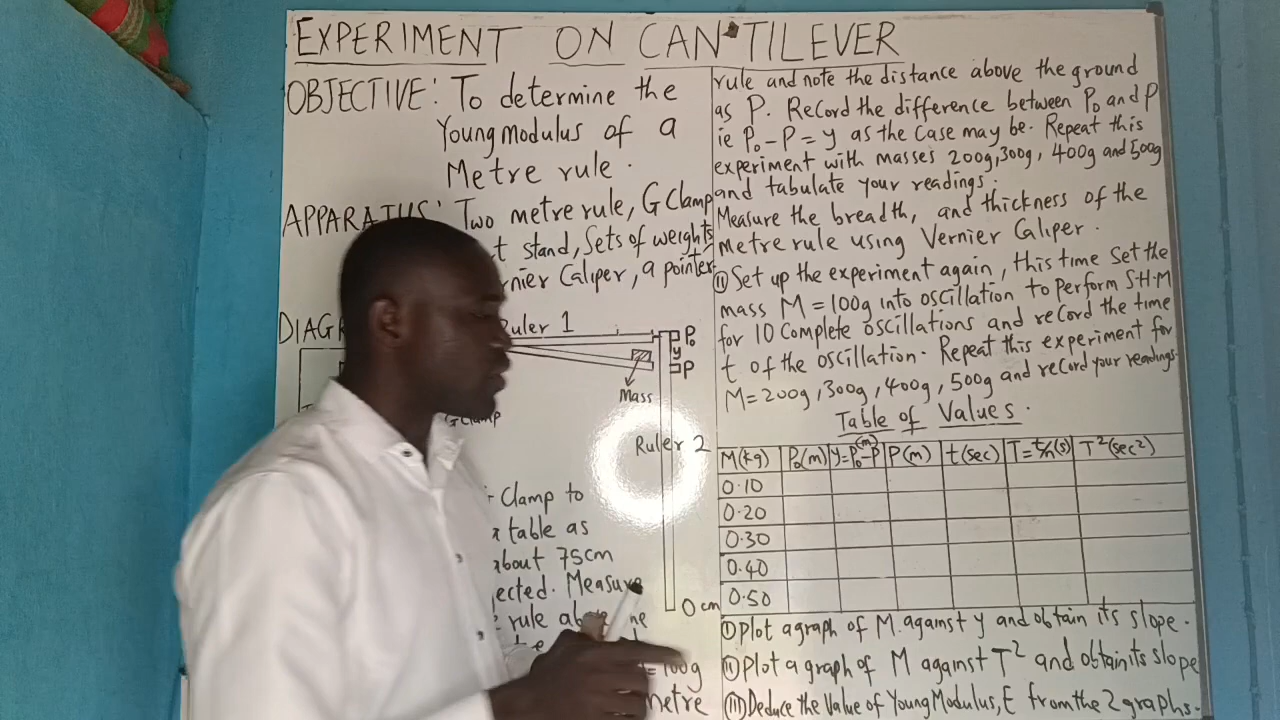 EXPERIMENT ON CANTILEVER
OBJECTIVE: To determine the
Young modulus of a
Metre rule.
APPARATUS: Two metre rule, G Clamp
stand, Sets of weights
Caliper, a pointer
Ruler 1
P₀
y
P
Mass
GClamp
Ruler 2
Clamp to
table as
about 75cm
Measure
rule
0 cm
= 100g
metre
rule and note the distance above the ground
as P. Record the difference between P₀ and P
ie P₀ - P = y as the case may be. Repeat this
experiment with masses 200g, 300g, 400g and 500g
and tabulate your readings.
Measure the breadth, and thickness of the
metre rule using Vernier Caliper.
(II) Set up the experiment again, this time set the
mass M = 100g into oscillation to perform S.H.M
for 10 Complete oscillations and record the time
t of the oscillation. Repeat this experiment for
M = 200g, 300g, 400g, 500g and record your readings.
Table of Values.
M(kg) P₀(m) y=P₀-P (m) P(m) t(sec) T=t/n(s) T²(sec²)
0.10
0.20
0.30
0.40
0.50
(I) Plot a graph of M against y and obtain its slope.
(II) Plot a graph of M against T² and obtain its slope
(III) Deduce the Value of Young Modulus, E from the 2 graphs.